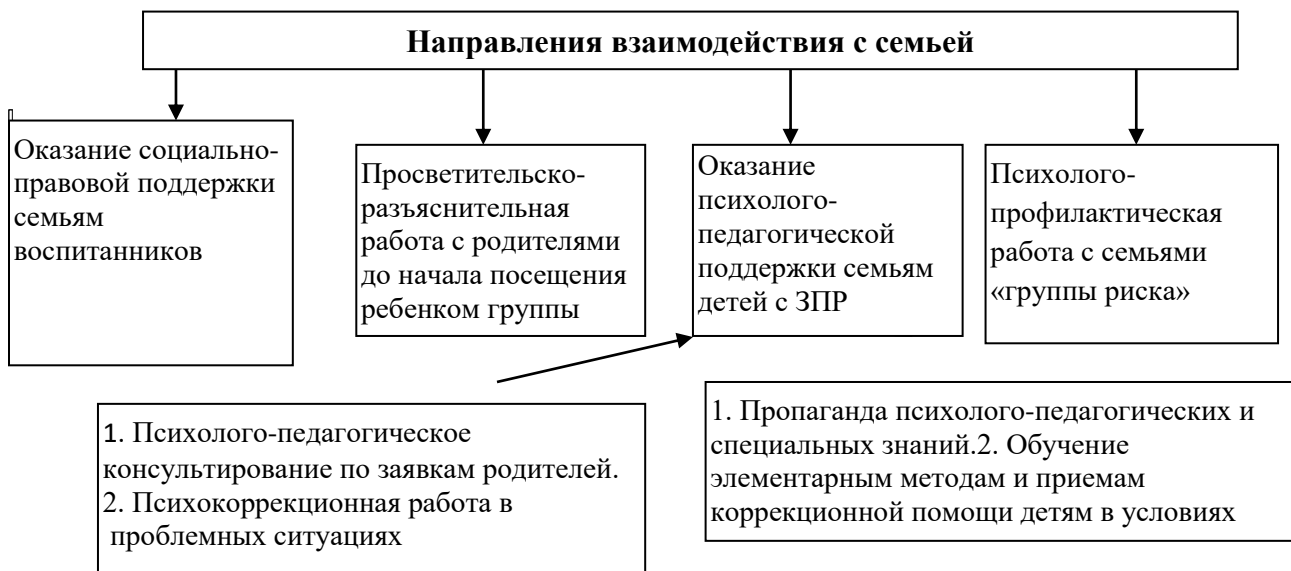 Направления взаимодействия с семьей
Оказание социально-
правовой поддержки
семьям
воспитанников
Просветительско-
разъяснительная
работа с родителями
до начала посещения
ребенком группы
Оказание
психолого-
педагогической
поддержки семьям
детей с ЗПР
Психолого-
профилактическая
работа с семьями
«группы риска»
1. Психолого-педагогическое
консультирование по заявкам родителей.
2. Психокоррекционная работа в
проблемных ситуациях
1. Пропаганда психолого-педагогических и
специальных знаний.2. Обучение
элементарным методам и приемам
коррекционной помощи детям в условиях